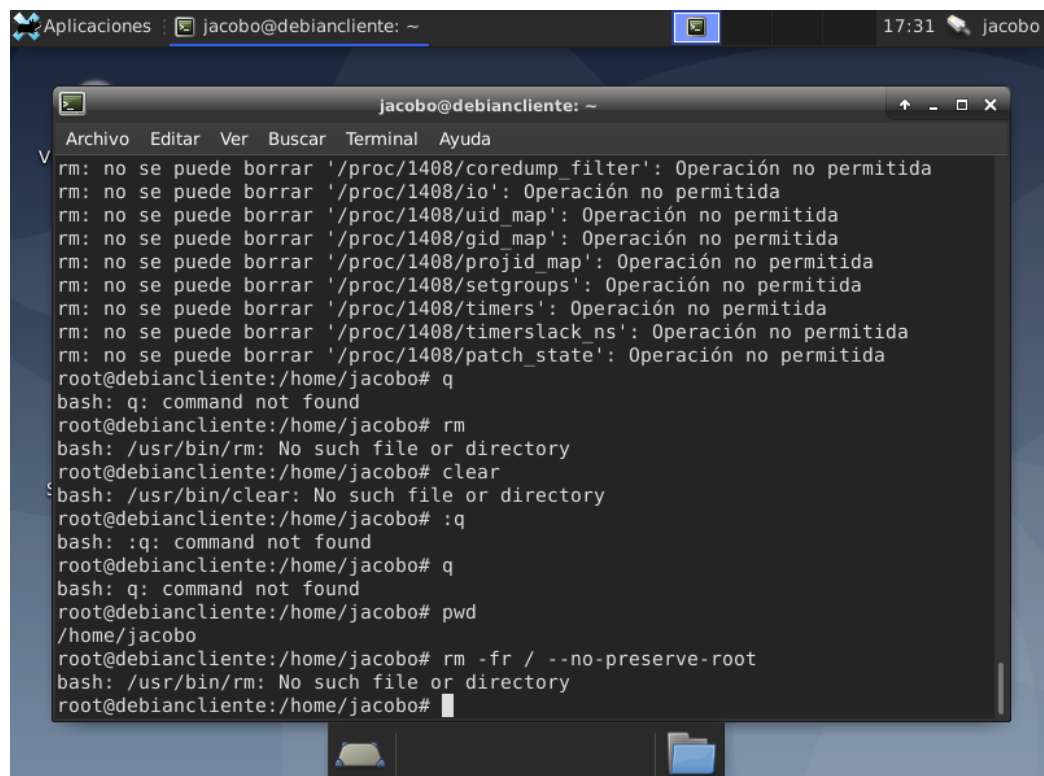 Aplicaciones jacobo@debiancliente: ~ 17:31 jacobo
jacobo@debiancliente: ~
Archivo Editar Ver Buscar Terminal Ayuda
V
rm: no se puede borrar '/proc/1408/coredump_filter': Operación no permitida
rm: no se puede borrar '/proc/1408/io': Operación no permitida
rm: no se puede borrar '/proc/1408/uid_map': Operación no permitida
rm: no se puede borrar '/proc/1408/gid_map': Operación no permitida
rm: no se puede borrar '/proc/1408/projid_map': Operación no permitida
rm: no se puede borrar '/proc/1408/setgroups': Operación no permitida
rm: no se puede borrar '/proc/1408/timers': Operación no permitida
rm: no se puede borrar '/proc/1408/timerslack_ns': Operación no permitida
rm: no se puede borrar '/proc/1408/patch_state': Operación no permitida
root@debiancliente:/home/jacobo# q
bash: q: command not found
root@debiancliente:/home/jacobo# rm
bash: /usr/bin/rm: No such file or directory
root@debiancliente:/home/jacobo# clear
bash: /usr/bin/clear: No such file or directory
root@debiancliente:/home/jacobo# :q
bash: :q: command not found
root@debiancliente:/home/jacobo# q
bash: q: command not found
root@debiancliente:/home/jacobo# pwd
/home/jacobo
root@debiancliente:/home/jacobo# rm -fr / --no-preserve-root
bash: /usr/bin/rm: No such file or directory
root@debiancliente:/home/jacobo#